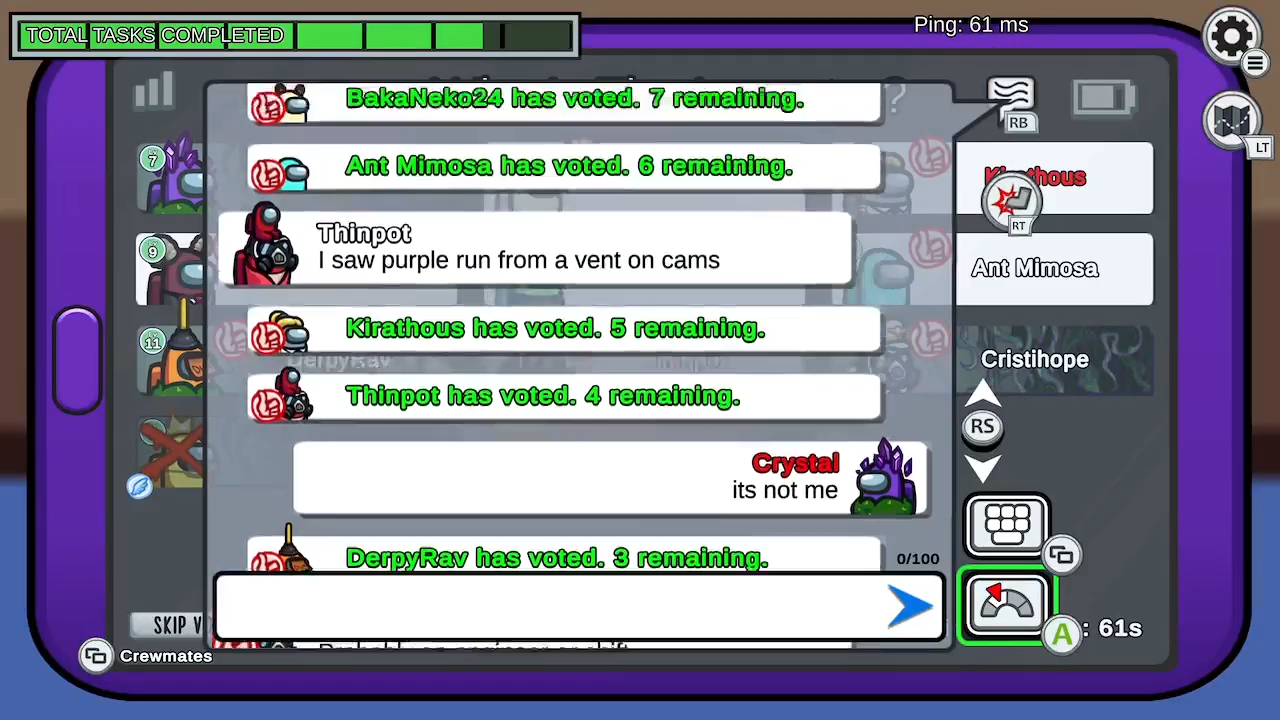 TOTAL TASKS COMPLETED
Ping: 61 ms
BakaNeko24 has voted. 7 remaining.
?
RB
LT
7
Ant Mimosa has voted. 6 remaining.
Kirathous
RT
Thinpot
I saw purple run from a vent on cams
9
Ant Mimosa
Kirathous has voted. 5 remaining.
11
DerpyRav
Cristihope
Thinpot has voted. 4 remaining.
RS
Crystal
its not me
DerpyRav has voted. 3 remaining.
0/100
SKIP V
A : 61s
Crewmates